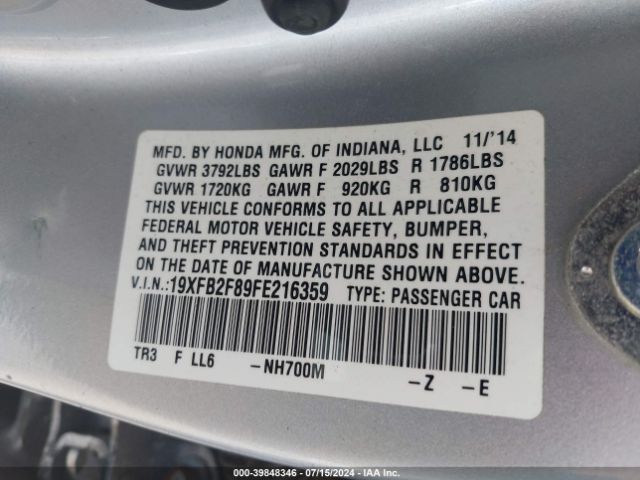 MFD. BY HONDA MFG. OF INDIANA, LLC 11/'14
GVWR 3792LBS GAWR F 2029LBS R 1786LBS
GVWR 1720KG GAWR F 920KG R 810KG
THIS VEHICLE CONFORMS TO ALL APPLICABLE
FEDERAL MOTOR VEHICLE SAFETY, BUMPER,
AND THEFT PREVENTION STANDARDS IN EFFECT
ON THE DATE OF MANUFACTURE SHOWN ABOVE.
V.I.N.:19XFB2F89FE216359 TYPE: PASSENGER CAR
TR3 F LL6 -NH700M -Z -E
000-39848346 - 07/15/2024 - IAA Auctions